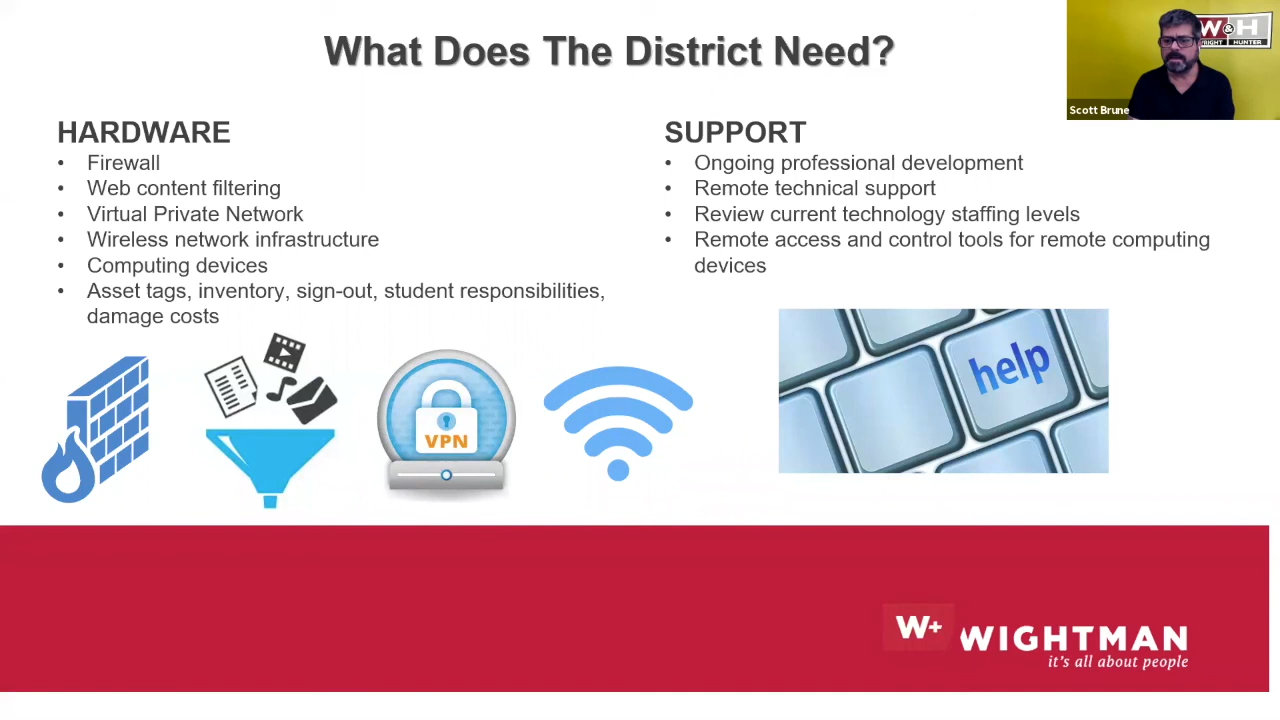 What Does The District Need?
W&H
WRIGHT HUNTER
Scott Brune
HARDWARE
• Firewall
• Web content filtering
• Virtual Private Network
• Wireless network infrastructure
• Computing devices
• Asset tags, inventory, sign-out, student responsibilities,
damage costs
SUPPORT
• Ongoing professional development
• Remote technical support
• Review current technology staffing levels
• Remote access and control tools for remote computing
devices
VPN
help
W+
WIGHTMAN
it's all about people